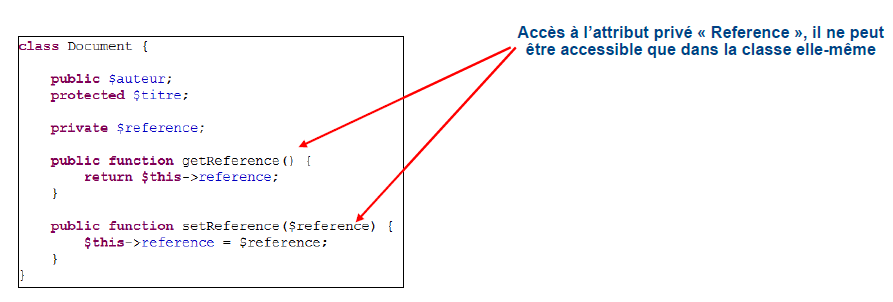 Accès à l'attribut privé « Reference », il ne peut
être accessible que dans la classe elle-même
class Document {
public $auteur;
protected $titre;
private $reference;
public function getReference() {
return $this->reference;
}
public function setReference($reference) {
$this->reference = $reference;
}
}